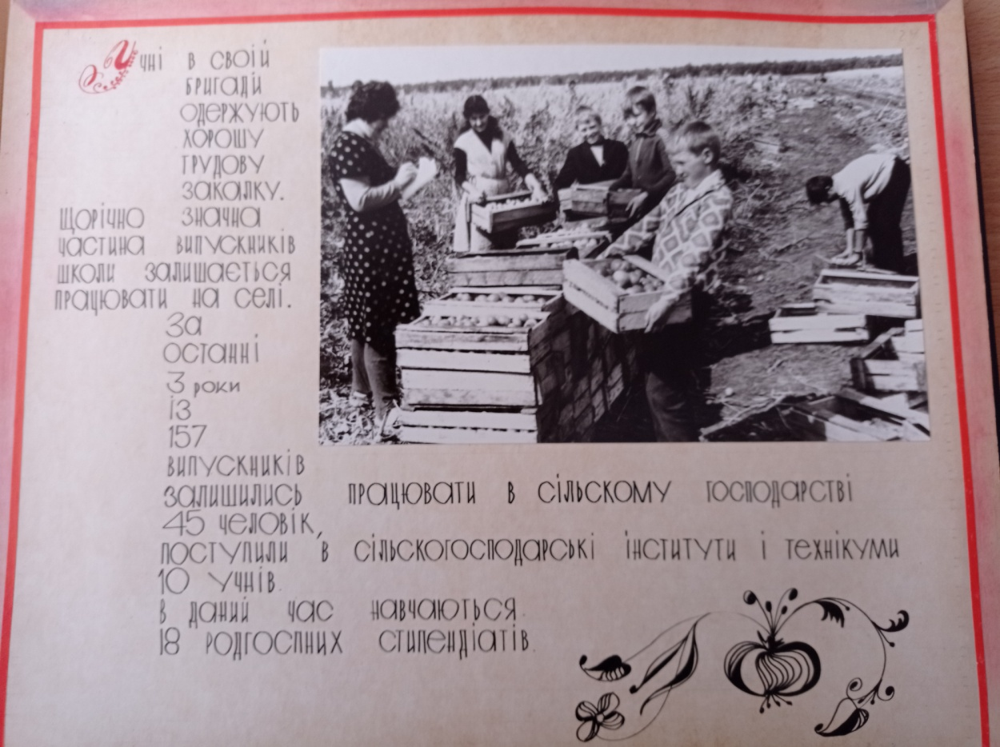 Учні в своїй
бригади
одержують
хорошу
трудову
закалку.
Щорічно значна
частина випускників
школи залишається
працювати на селі.
За
останні
3 роки
із
157
випускників
залишились працювати в сільскому господарстві
45 человік,
поступили в сільскогосподарські інститути і технікуми
10 учнів.
в даний час навчаються.
18 родгоспних стипендіатів.